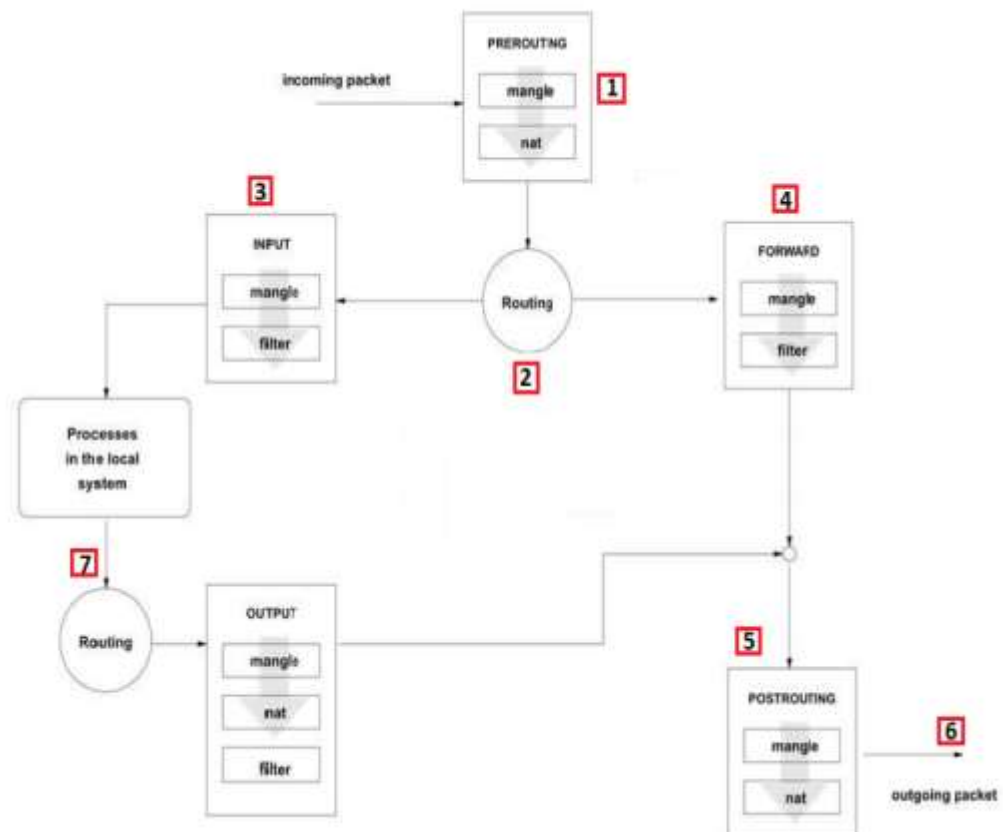 PREROUTING
incoming packet
mangle
1
nat
3
4
INPUT
FORWARD
mangle
Routing
mangle
filter
filter
2
Processes
in the local
system
7
Routing
OUTPUT
mangle
nat
filter
5
POSTROUTING
mangle
6
nat
outgoing packet